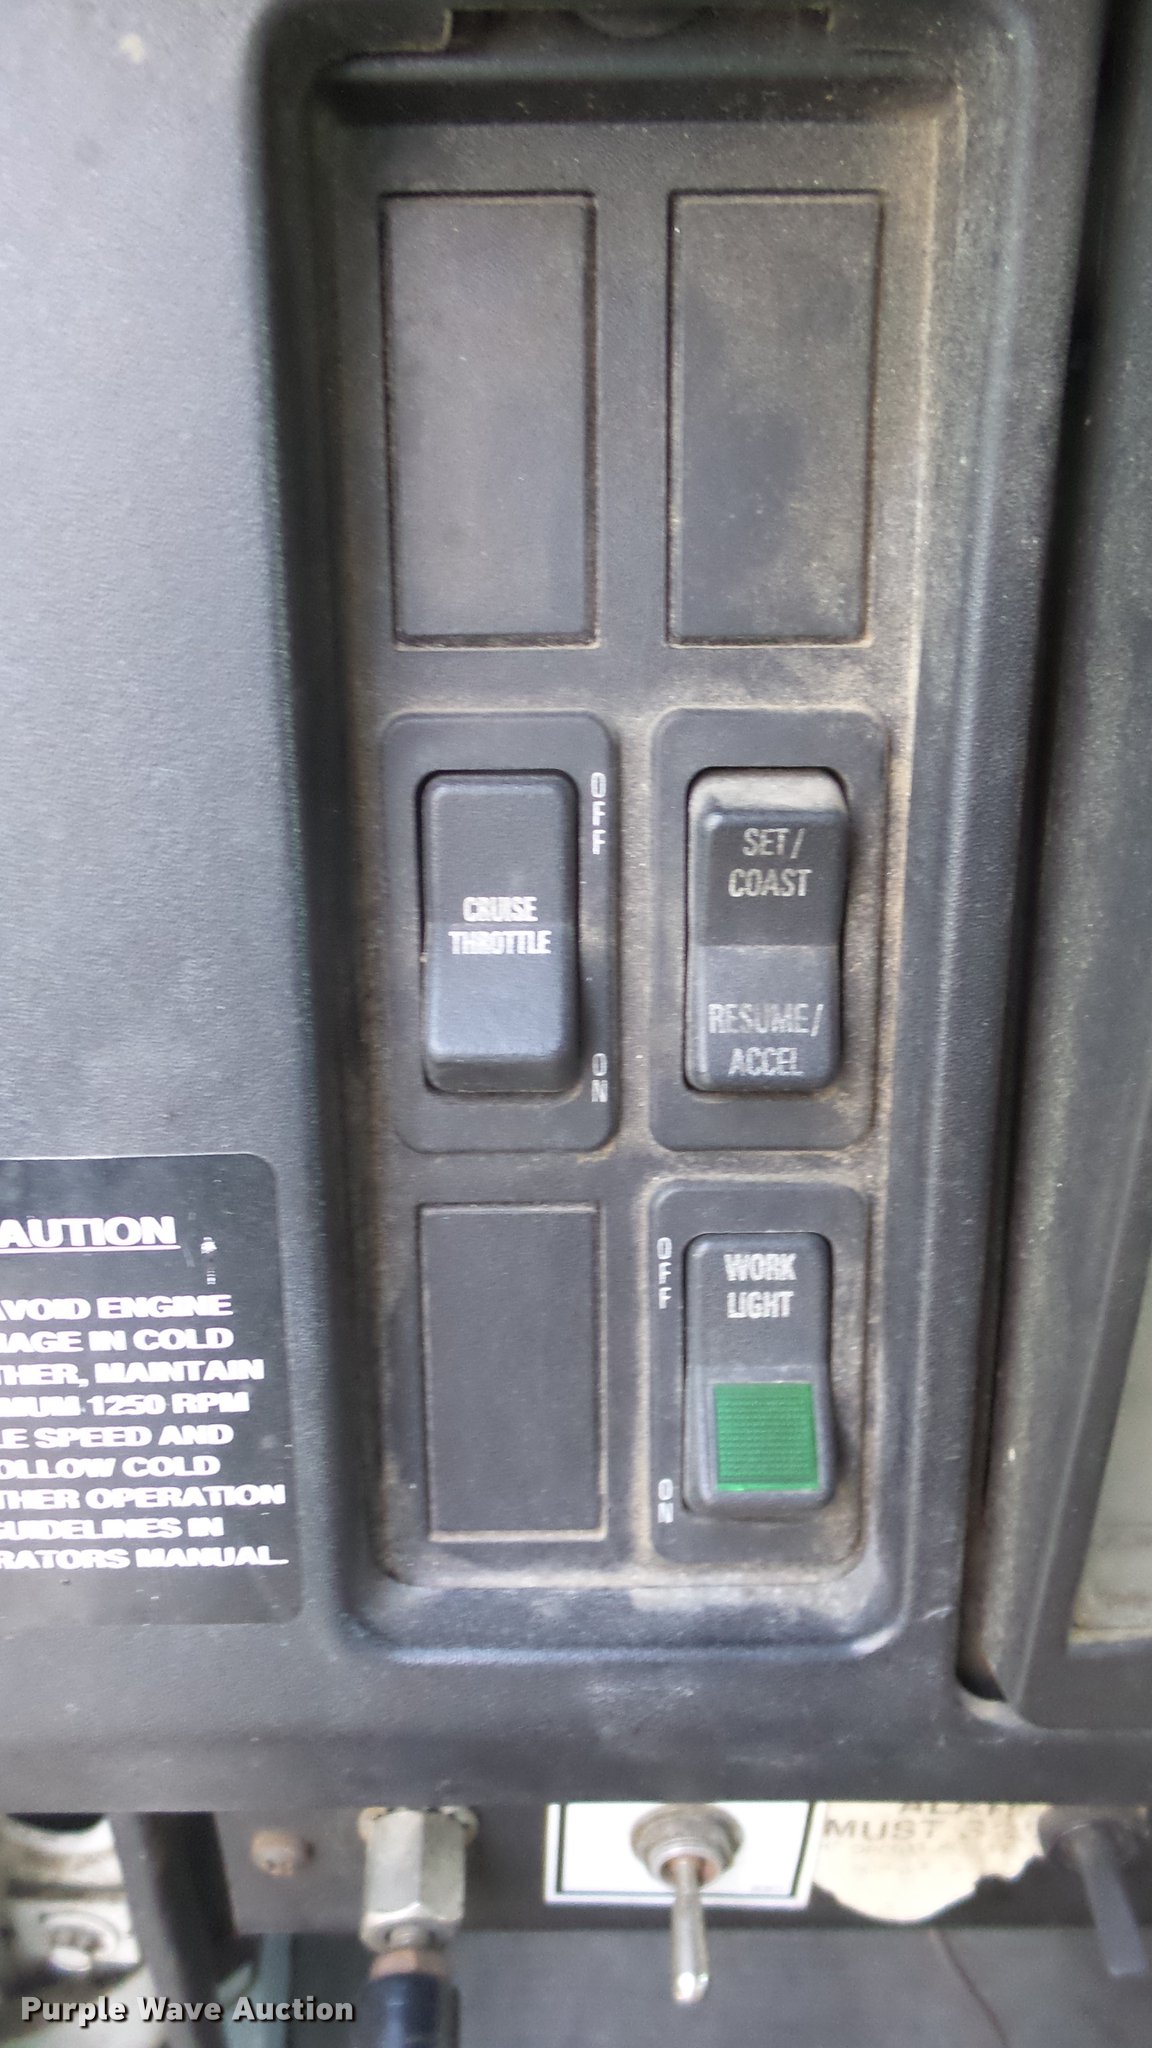 OFF
CRUISE
THROTTLE
ON
SET/
COAST
RESUME/
ACCEL
OFF
WORK
LIGHT
ON
AUTION
AVOID ENGINE
MAGE IN COLD
THER, MAINTAIN
MUM 1250 RPM
LE SPEED AND
OLLOW COLD
THER OPERATION
GUIDELINES IN
RATORS MANUAL
MUST
Purple Wave Auction